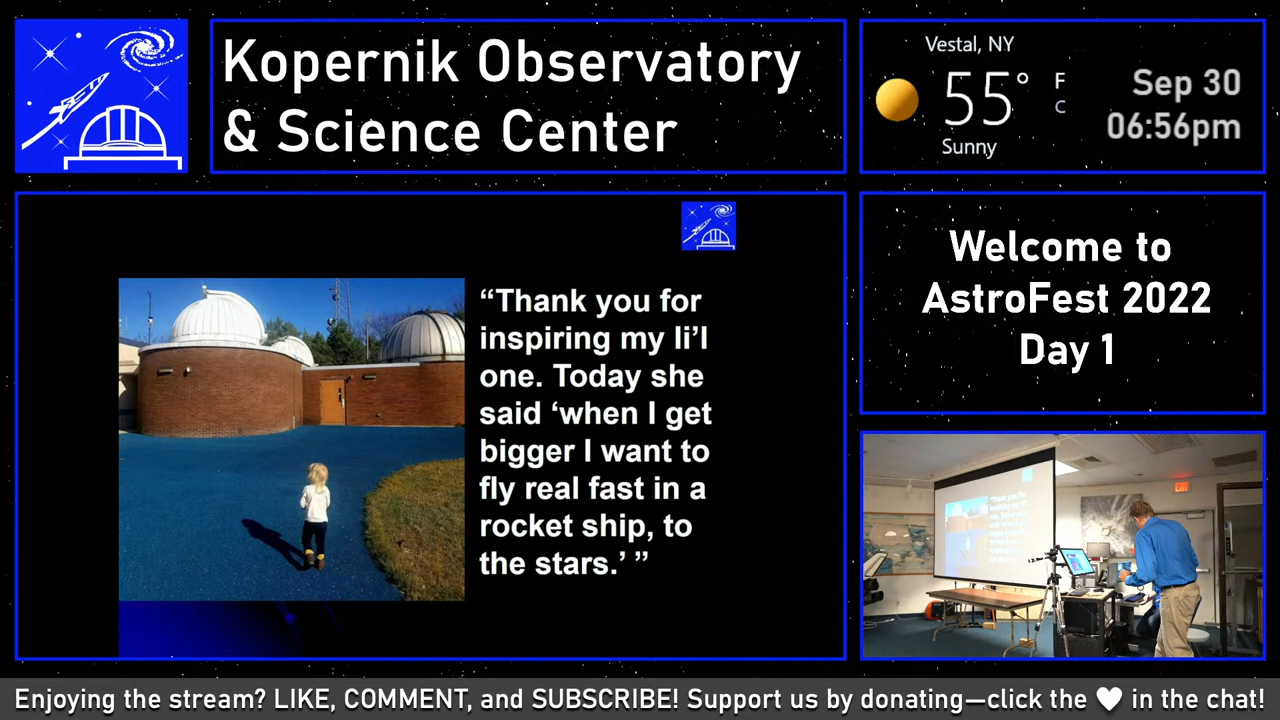 Kopernik Observatory
& Science Center
Vestal, NY
55° F
C
Sunny
Sep 30
06:56pm
“Thank you for
inspiring my li’l
one. Today she
said ‘when I get
bigger I want to
fly real fast in a
rocket ship, to
the stars.’ ”
Welcome to
AstroFest 2022
Day 1
EXIT
Enjoying the stream? LIKE, COMMENT, and SUBSCRIBE! Support us by donating—click the ♥ in the chat!